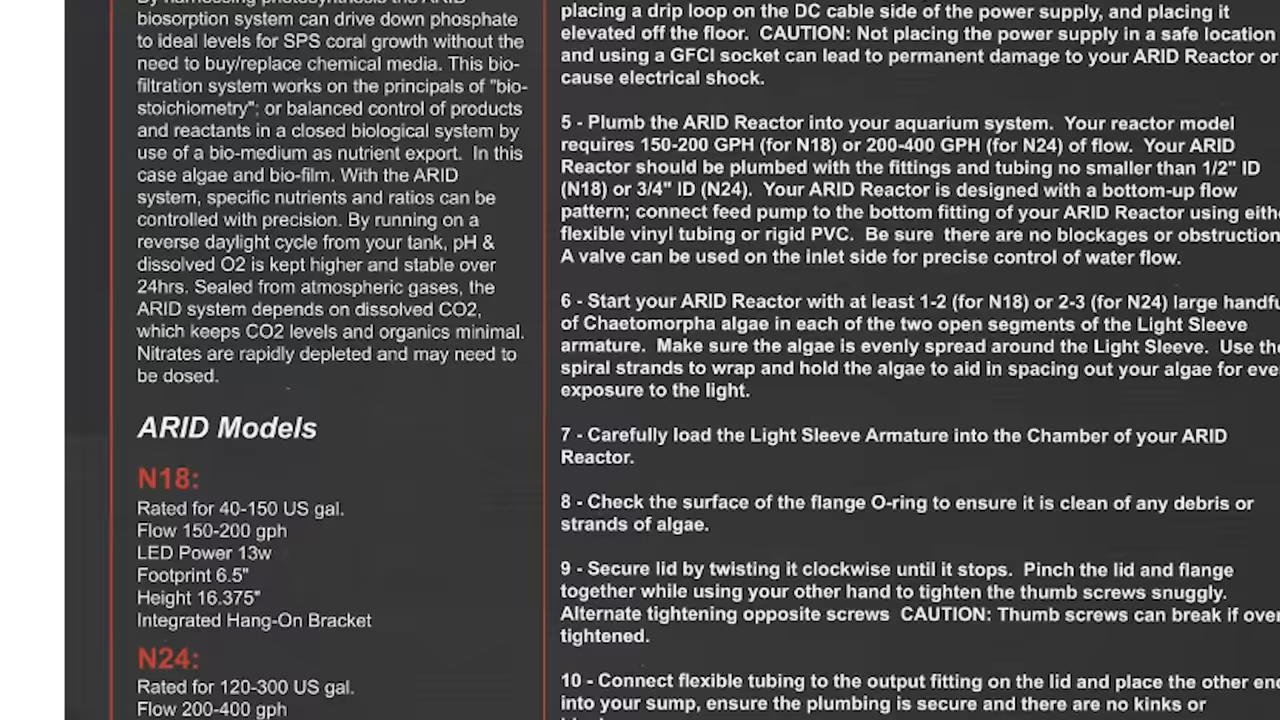 biosorption system can drive down phosphate
to ideal levels for SPS coral growth without the
need to buy/replace chemical media. This bio-
filtration system works on the principals of "bio-
stoichiometry"; or balanced control of products
and reactants in a closed biological system by
use of a bio-medium as nutrient export.  In this
case algae and bio-film. With the ARID
system, specific nutrients and ratios can be
controlled with precision. By running on a
reverse daylight cycle from your tank, pH &
dissolved O2 is kept higher and stable over
24hrs. Sealed from atmospheric gases, the
ARID system depends on dissolved CO2,
which keeps CO2 levels and organics minimal.
Nitrates are rapidly depleted and may need to
be dosed.
ARID Models
N18:
Rated for 40-150 US gal.
Flow 150-200 gph
LED Power 13w
Footprint 6.5"
Height 16.375"
Integrated Hang-On Bracket
N24:
Rated for 120-300 US gal.
Flow 200-400 gph
placing a drip loop on the DC cable side of the power supply, and placing it
elevated off the floor.  CAUTION: Not placing the power supply in a safe location
and using a GFCI socket can lead to permanent damage to your ARID Reactor or
cause electrical shock.
5 - Plumb the ARID Reactor into your aquarium system.  Your reactor model
requires 150-200 GPH (for N18) or 200-400 GPH (for N24) of flow.  Your ARID
Reactor should be plumbed with the fittings and tubing no smaller than 1/2" ID
(N18) or 3/4" ID (N24).  Your ARID Reactor is designed with a bottom-up flow
pattern; connect feed pump to the bottom fitting of your ARID Reactor using
flexible vinyl tubing or rigid PVC.  Be sure  there are no blockages or
A valve can be used on the inlet side for precise control of water flow.
6 - Start your ARID Reactor with at least 1-2 (for N18) or 2-3 (for N24) large
of Chaetomorpha algae in each of the two open segments of the Light Sleeve
armature.  Make sure the algae is evenly spread around the Light Sleeve.  Use
spiral strands to wrap and hold the algae to aid in spacing out your algae for
exposure to the light.
7 - Carefully load the Light Sleeve Armature into the Chamber of your ARID
Reactor.
8 - Check the surface of the flange O-ring to ensure it is clean of any debris or
strands of algae.
9 - Secure lid by twisting it clockwise until it stops.  Pinch the lid and flange
together while using your other hand to tighten the thumb screws snuggly.
Alternate tightening opposite screws  CAUTION: Thumb screws can break if over
tightened.
10 - Connect flexible tubing to the output fitting on the lid and place the other
into your sump, ensure the plumbing is secure and there are no kinks or